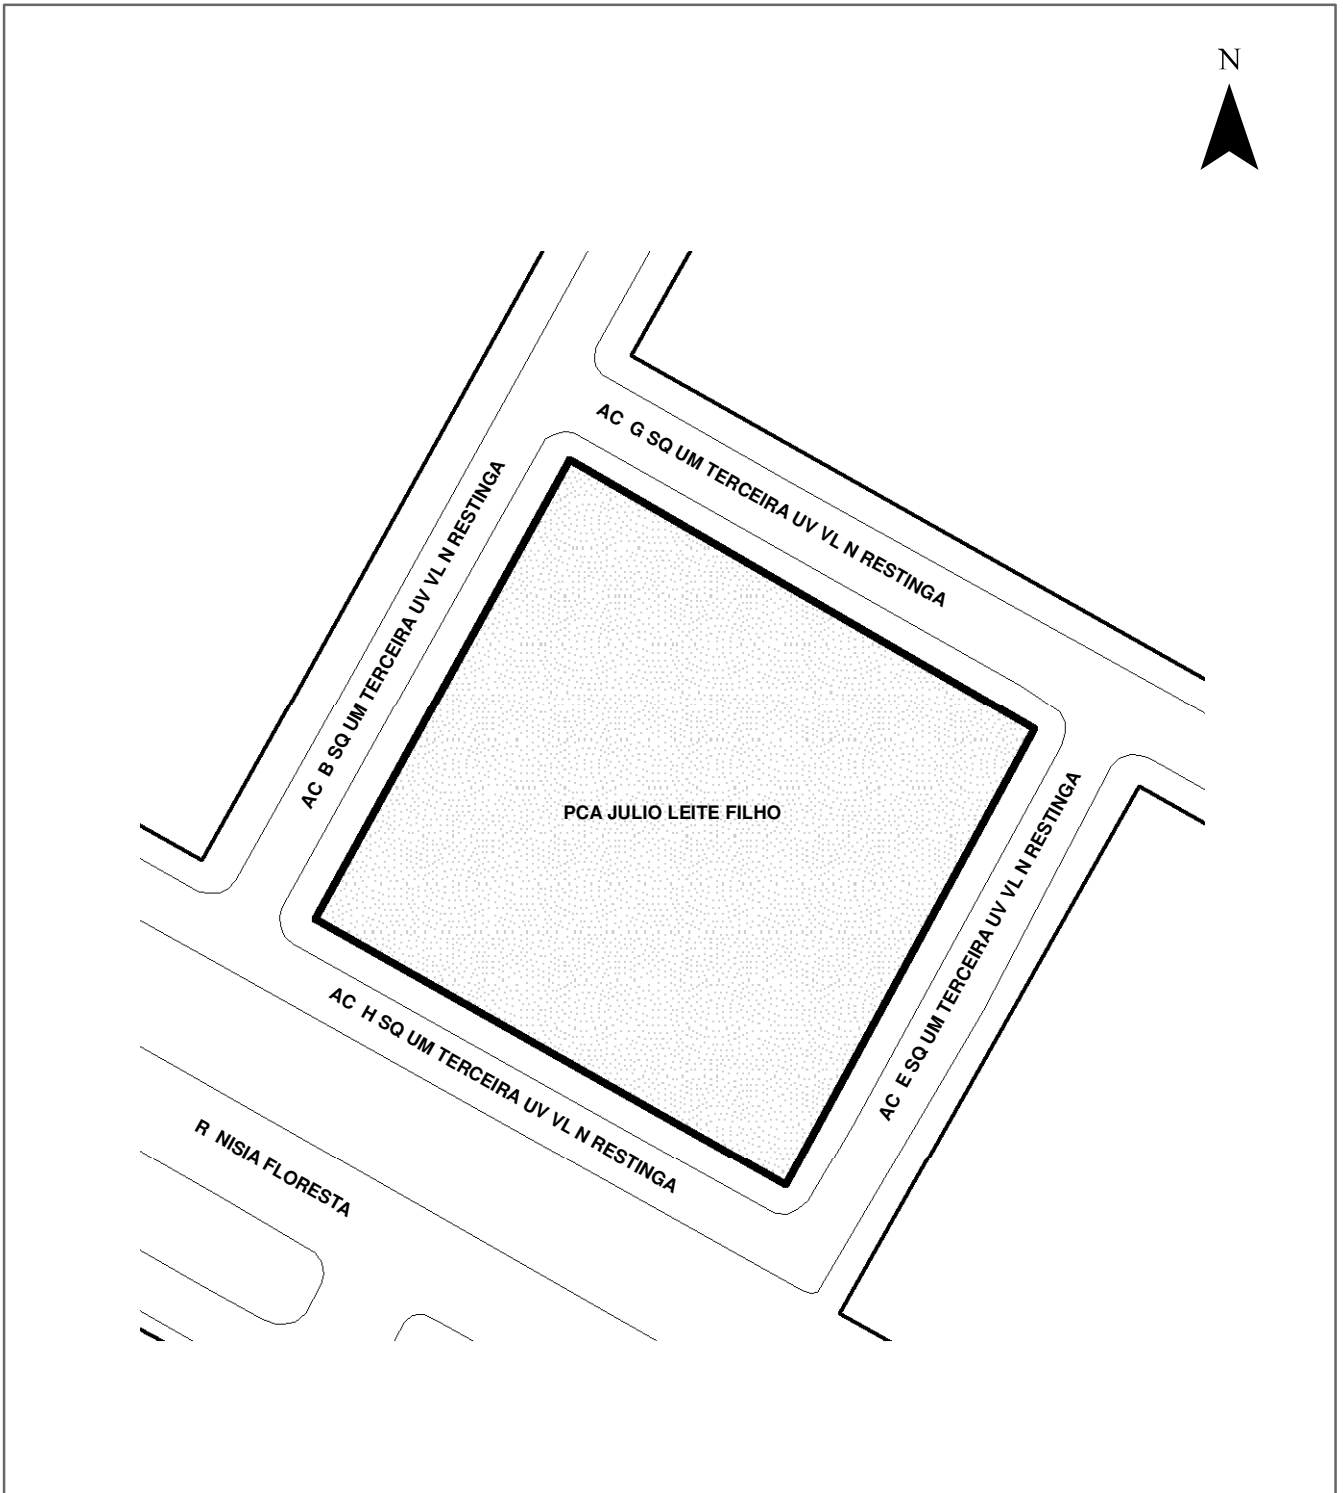 N
AC G SQ UM TERCEIRA UV VL N RESTINGA
AC B SQ UM TERCEIRA UV VL N RESTINGA
PCA JULIO LEITE FILHO
AC E SQ UM TERCEIRA UV VL N RESTINGA
AC H SQ UM TERCEIRA UV VL N RESTINGA
R NISIA FLORESTA